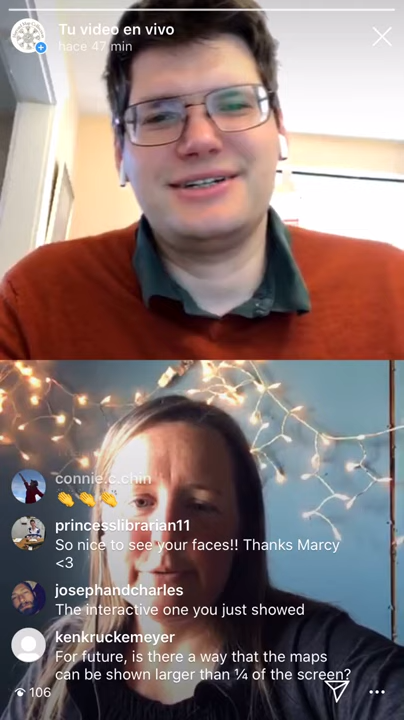 Tu video en vivo
hace 47 min
connie.c.chin
👏👏👏
princesslibrarian11
So nice to see your faces!! Thanks Marcy
<3
josephandcharles
The interactive one you just showed
kenkruckemeyer
For future, is there a way that the maps
can be shown larger than ¼ of the screen?
106